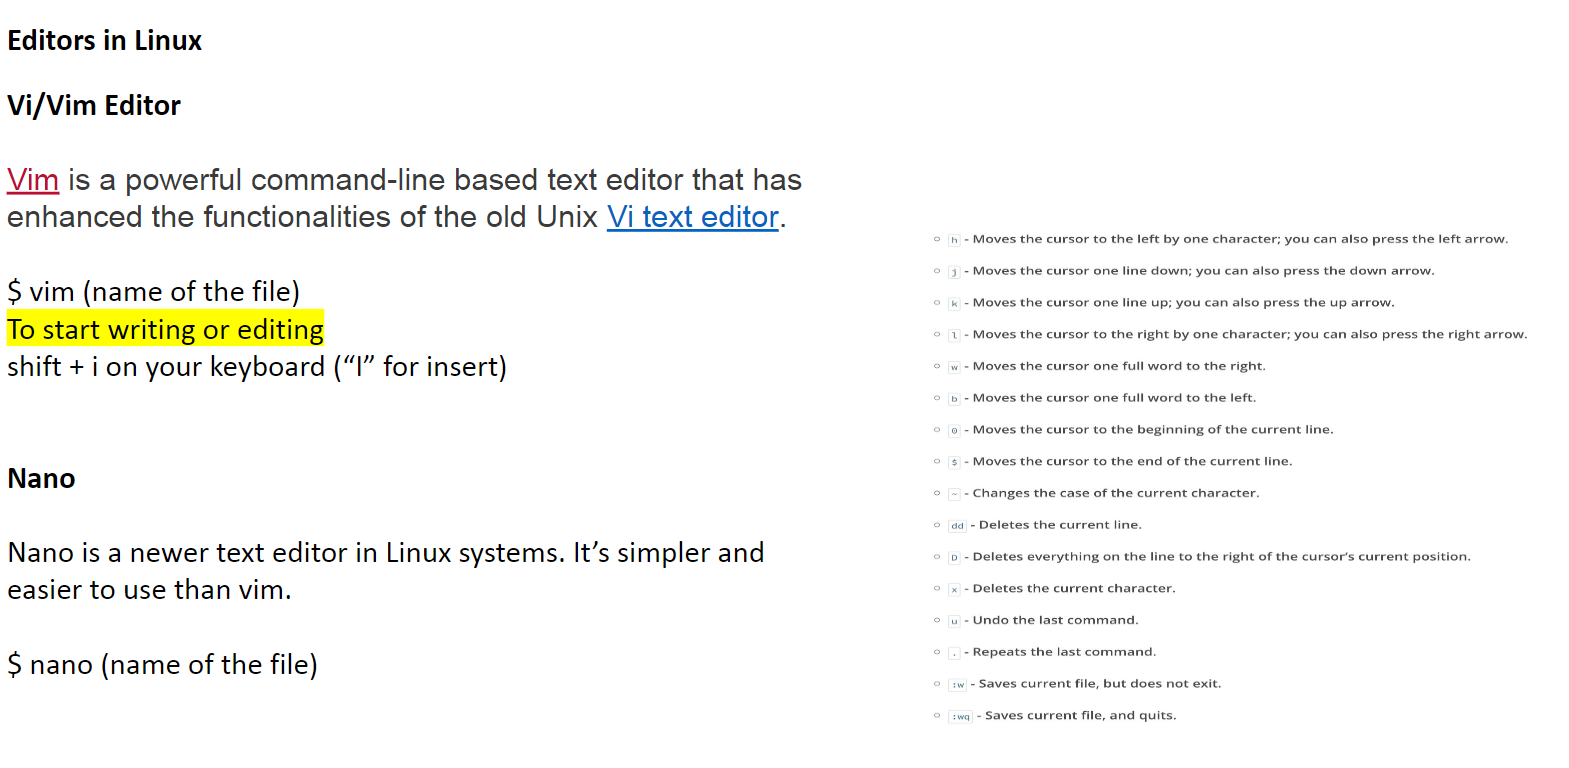 Editors in Linux
Vi/Vim Editor
Vim is a powerful command-line based text editor that has
enhanced the functionalities of the old Unix Vi text editor.
$ vim (name of the file)
To start writing or editing
shift + i on your keyboard (“I” for insert)
Nano
Nano is a newer text editor in Linux systems. It’s simpler and
easier to use than vim.
$ nano (name of the file)
h - Moves the cursor to the left by one character; you can also press the left arrow.
j - Moves the cursor one line down; you can also press the down arrow.
k - Moves the cursor one line up; you can also press the up arrow.
l - Moves the cursor to the right by one character; you can also press the right arrow.
w - Moves the cursor one full word to the right.
b - Moves the cursor one full word to the left.
0 - Moves the cursor to the beginning of the current line.
$ - Moves the cursor to the end of the current line.
~ - Changes the case of the current character.
dd - Deletes the current line.
D - Deletes everything on the line to the right of the cursor’s current position.
x - Deletes the current character.
u - Undo the last command.
. - Repeats the last command.
:w - Saves current file, but does not exit.
:wq - Saves current file, and quits.